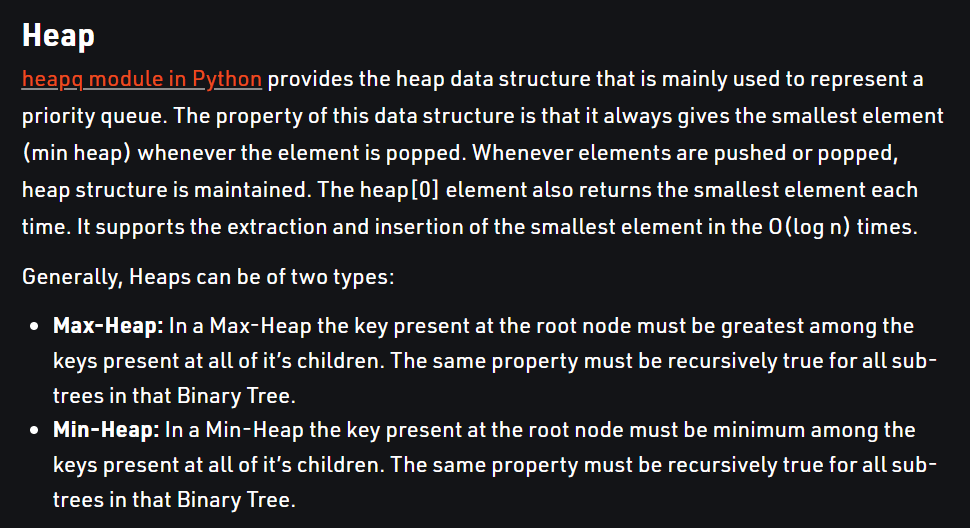 Heap
heapq module in Python provides the heap data structure that is mainly used to represent a
priority queue. The property of this data structure is that it always gives the smallest element
(min heap) whenever the element is popped. Whenever elements are pushed or popped,
heap structure is maintained. The heap[0] element also returns the smallest element each
time. It supports the extraction and insertion of the smallest element in the O(log n) times.
Generally, Heaps can be of two types:
• Max-Heap: In a Max-Heap the key present at the root node must be greatest among the
keys present at all of it's children. The same property must be recursively true for all sub-
trees in that Binary Tree.
• Min-Heap: In a Min-Heap the key present at the root node must be minimum among the
keys present at all of it's children. The same property must be recursively true for all sub-
trees in that Binary Tree.